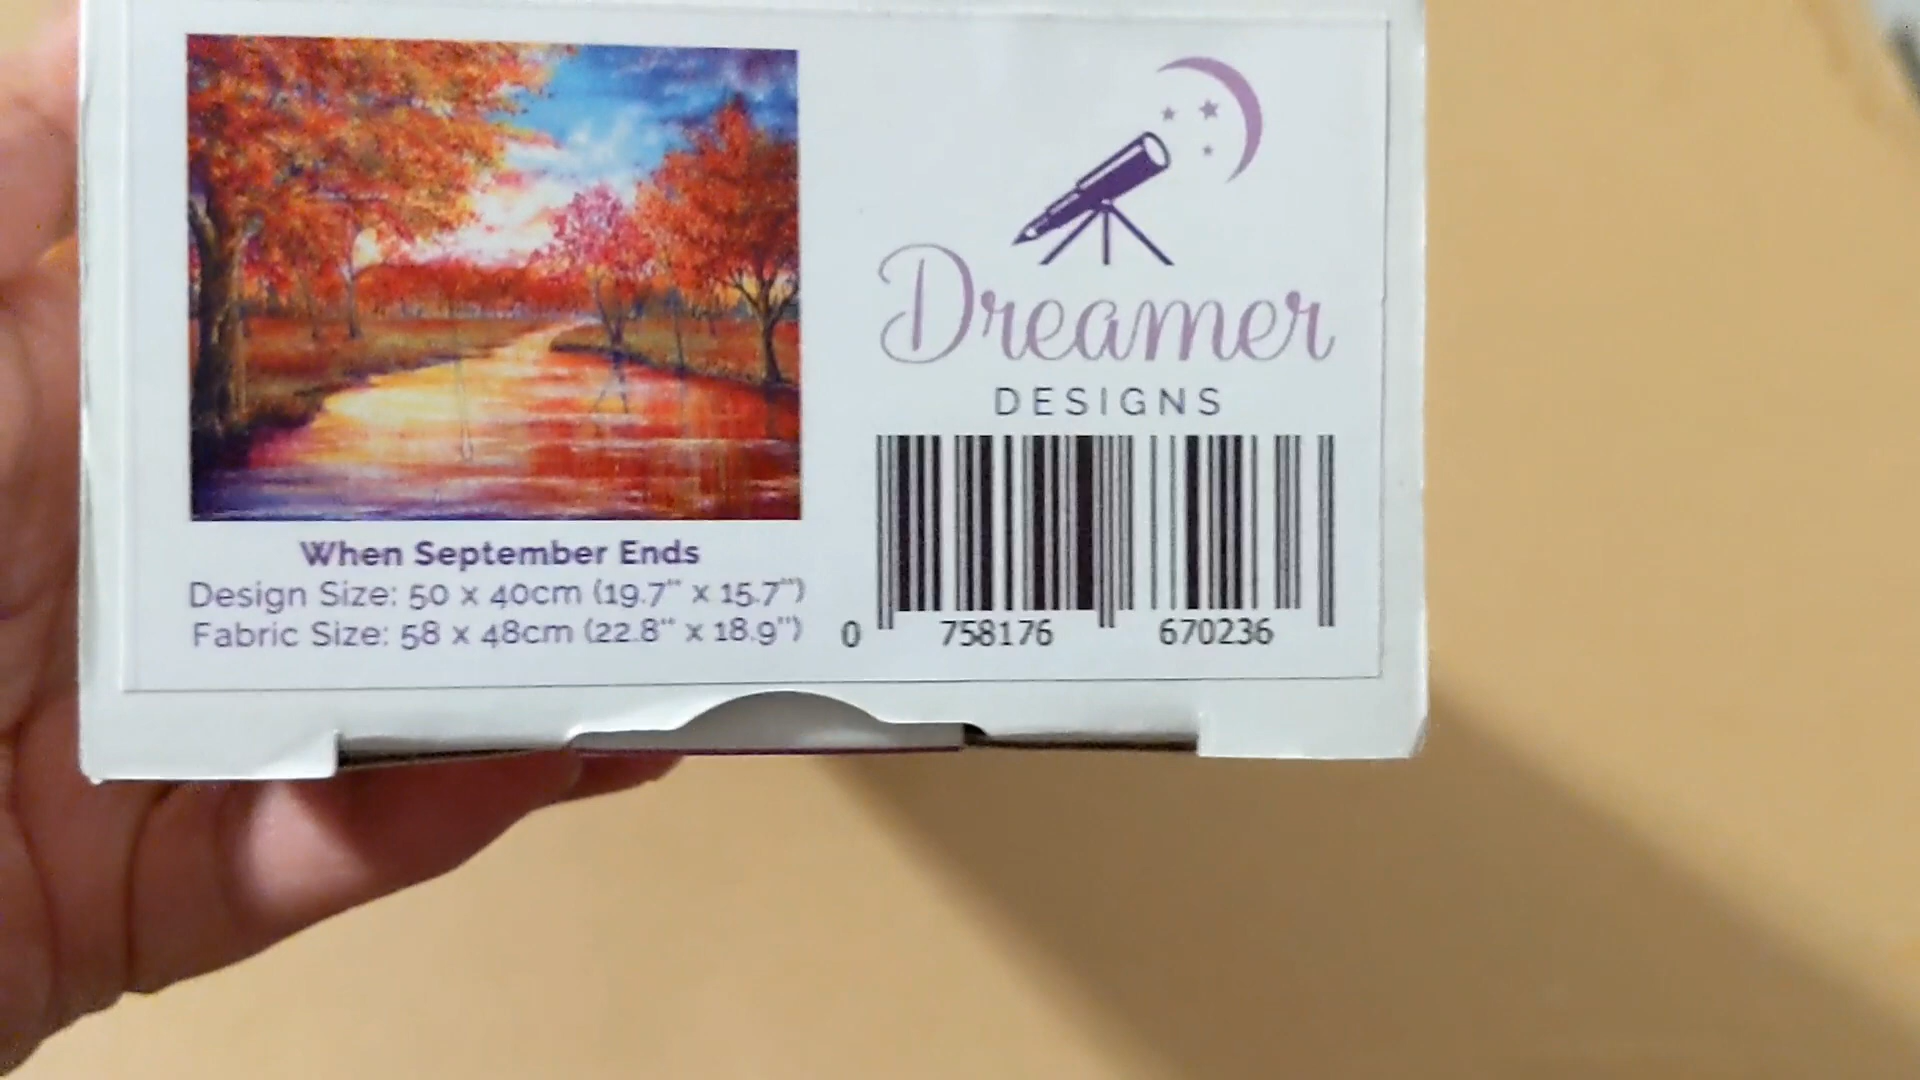 Dreamer
DESIGNS
When September Ends
Design Size: 50 x 40cm (19.7" x 15.7")
Fabric Size: 58 x 48cm (22.8" x 18.9")
0 758176 670236